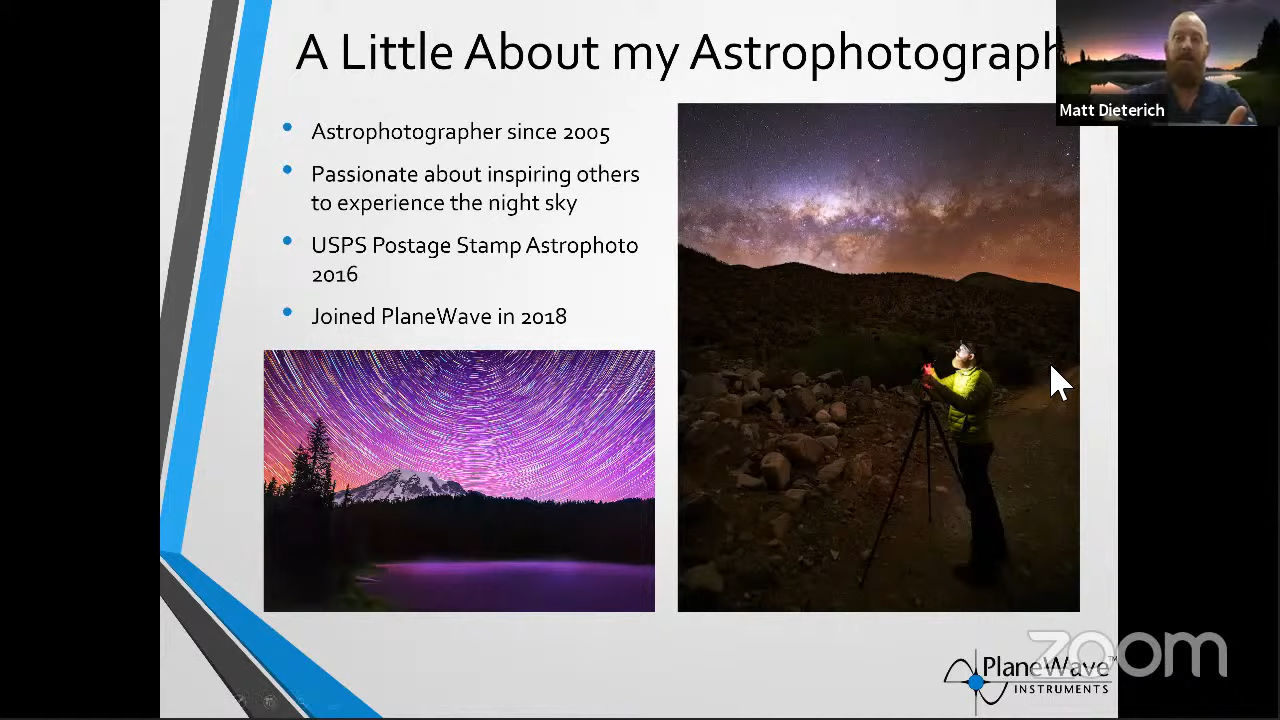 A Little About my Astrophotograph
Matt Dieterich
Astrophotographer since 2005
Passionate about inspiring others
to experience the night sky
USPS Postage Stamp Astrophoto
2016
Joined PlaneWave in 2018
zoom
PlaneWave™
INSTRUMENTS